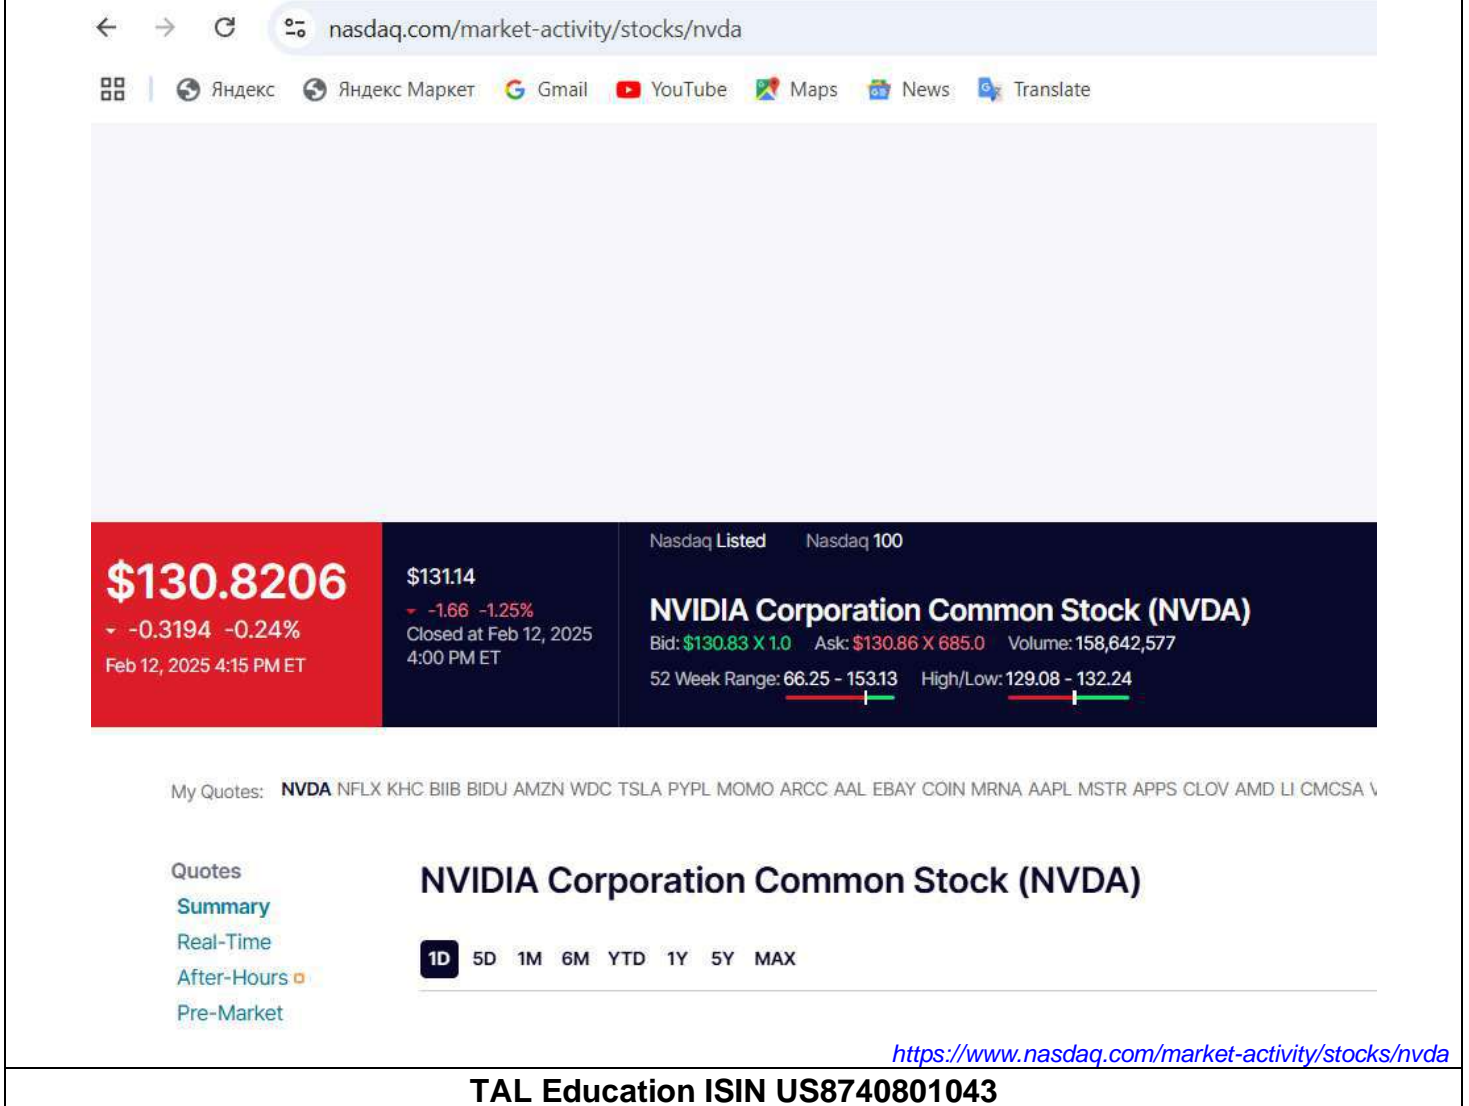 nasdaq.com/market-activity/stocks/nvda
Яндекс Яндекс Маркет Gmail YouTube Maps News Translate
Nasdaq Listed Nasdaq 100
$130.8206
-0.3194 -0.24%
Feb 12, 2025 4:15 PM ET
$131.14
-1.66 -1.25%
Closed at Feb 12, 2025
4:00 PM ET
NVIDIA Corporation Common Stock (NVDA)
Bid: $130.83 X 1.0 Ask: $130.86 X 685.0 Volume: 158,642,577
52 Week Range: 66.25 - 153.13 High/Low: 129.08 - 132.24
My Quotes: NVDA NFLX KHC BIIB BIDU AMZN WDC TSLA PYPL MOMO ARCC AAL EBAY COIN MRNA AAPL MSTR APPS CLOV AMD LI CMCSA
Quotes
Summary
Real-Time
After-Hours
Pre-Market
NVIDIA Corporation Common Stock (NVDA)
1D 5D 1M 6M YTD 1Y 5Y MAX
https://www.nasdaq.com/market-activity/stocks/nvda
TAL Education ISIN US8740801043